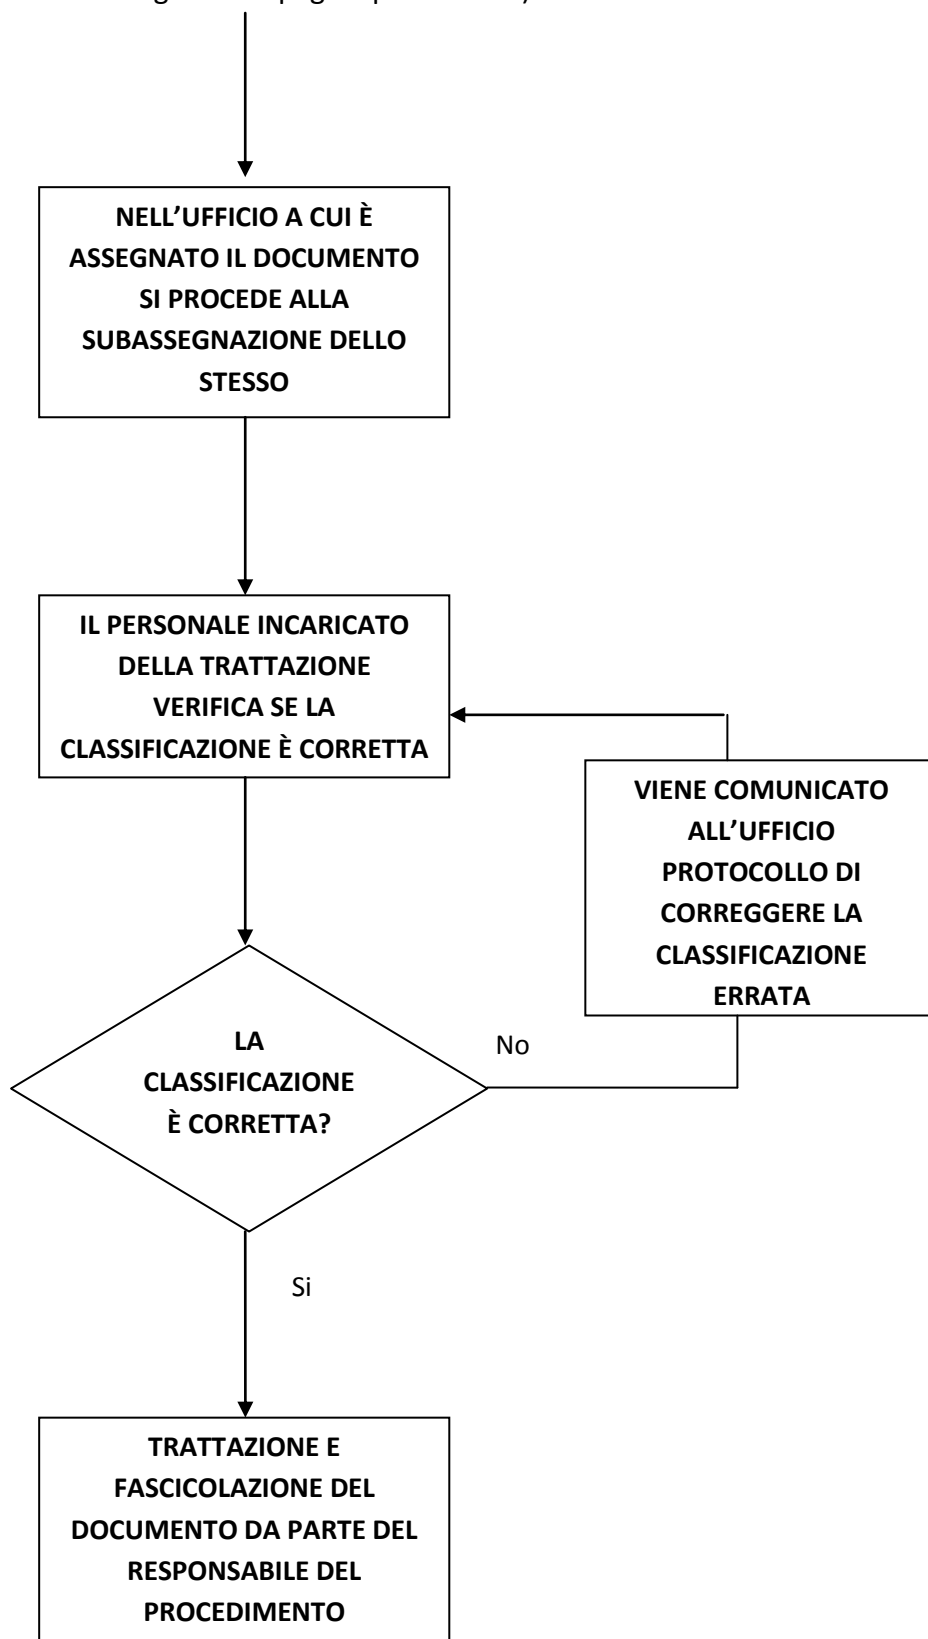 NELL’UFFICIO A CUI È
ASSEGNATO IL DOCUMENTO
SI PROCEDE ALLA
SUBASSEGNAZIONE DELLO
STESSO
IL PERSONALE INCARICATO
DELLA TRATTAZIONE
VERIFICA SE LA
CLASSIFICAZIONE È CORRETTA
VIENE COMUNICATO
ALL’UFFICIO
PROTOCOLLO DI
CORREGGERE LA
CLASSIFICAZIONE
ERRATA
LA
CLASSIFICAZIONE
È CORRETTA?
No
Si
TRATTAZIONE E
FASCICOLAZIONE DEL
DOCUMENTO DA PARTE DEL
RESPONSABILE DEL
PROCEDIMENTO